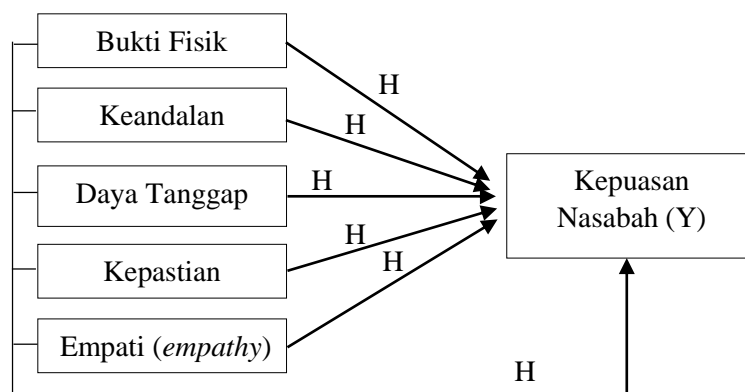 Bukti Fisik
H
Keandalan
H
Daya Tanggap
H
Kepuasan
Nasabah (Y)
H
Kepastian
H
Empati (empathy)
H